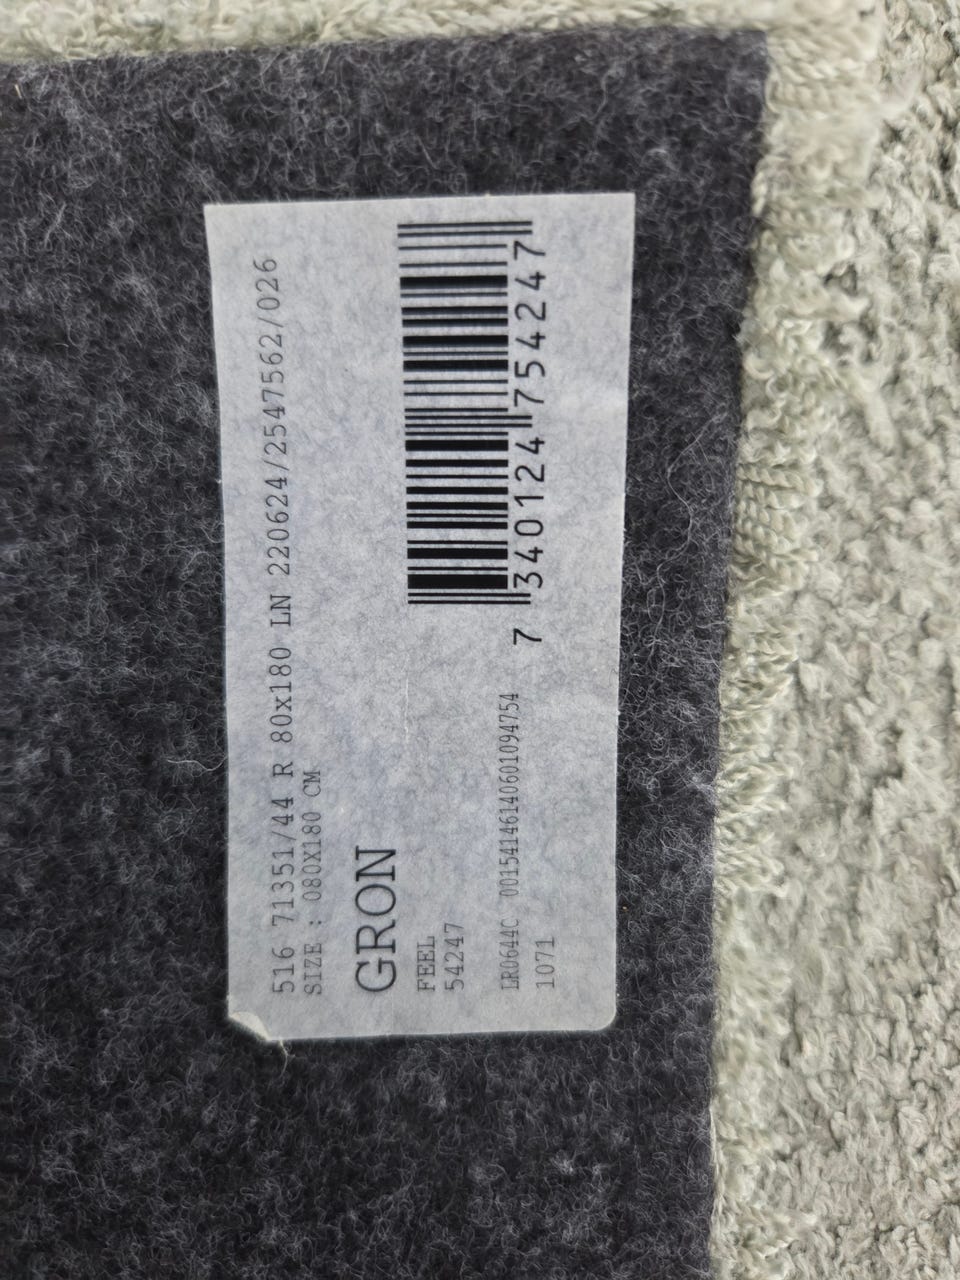 516 71351/44 R 80x180 LN 220624/2547562/026
SIZE : 080X180 CM
GRON
FEEL
54247
LR0644C 0015414614060109475​4
1071
7 340124 754247